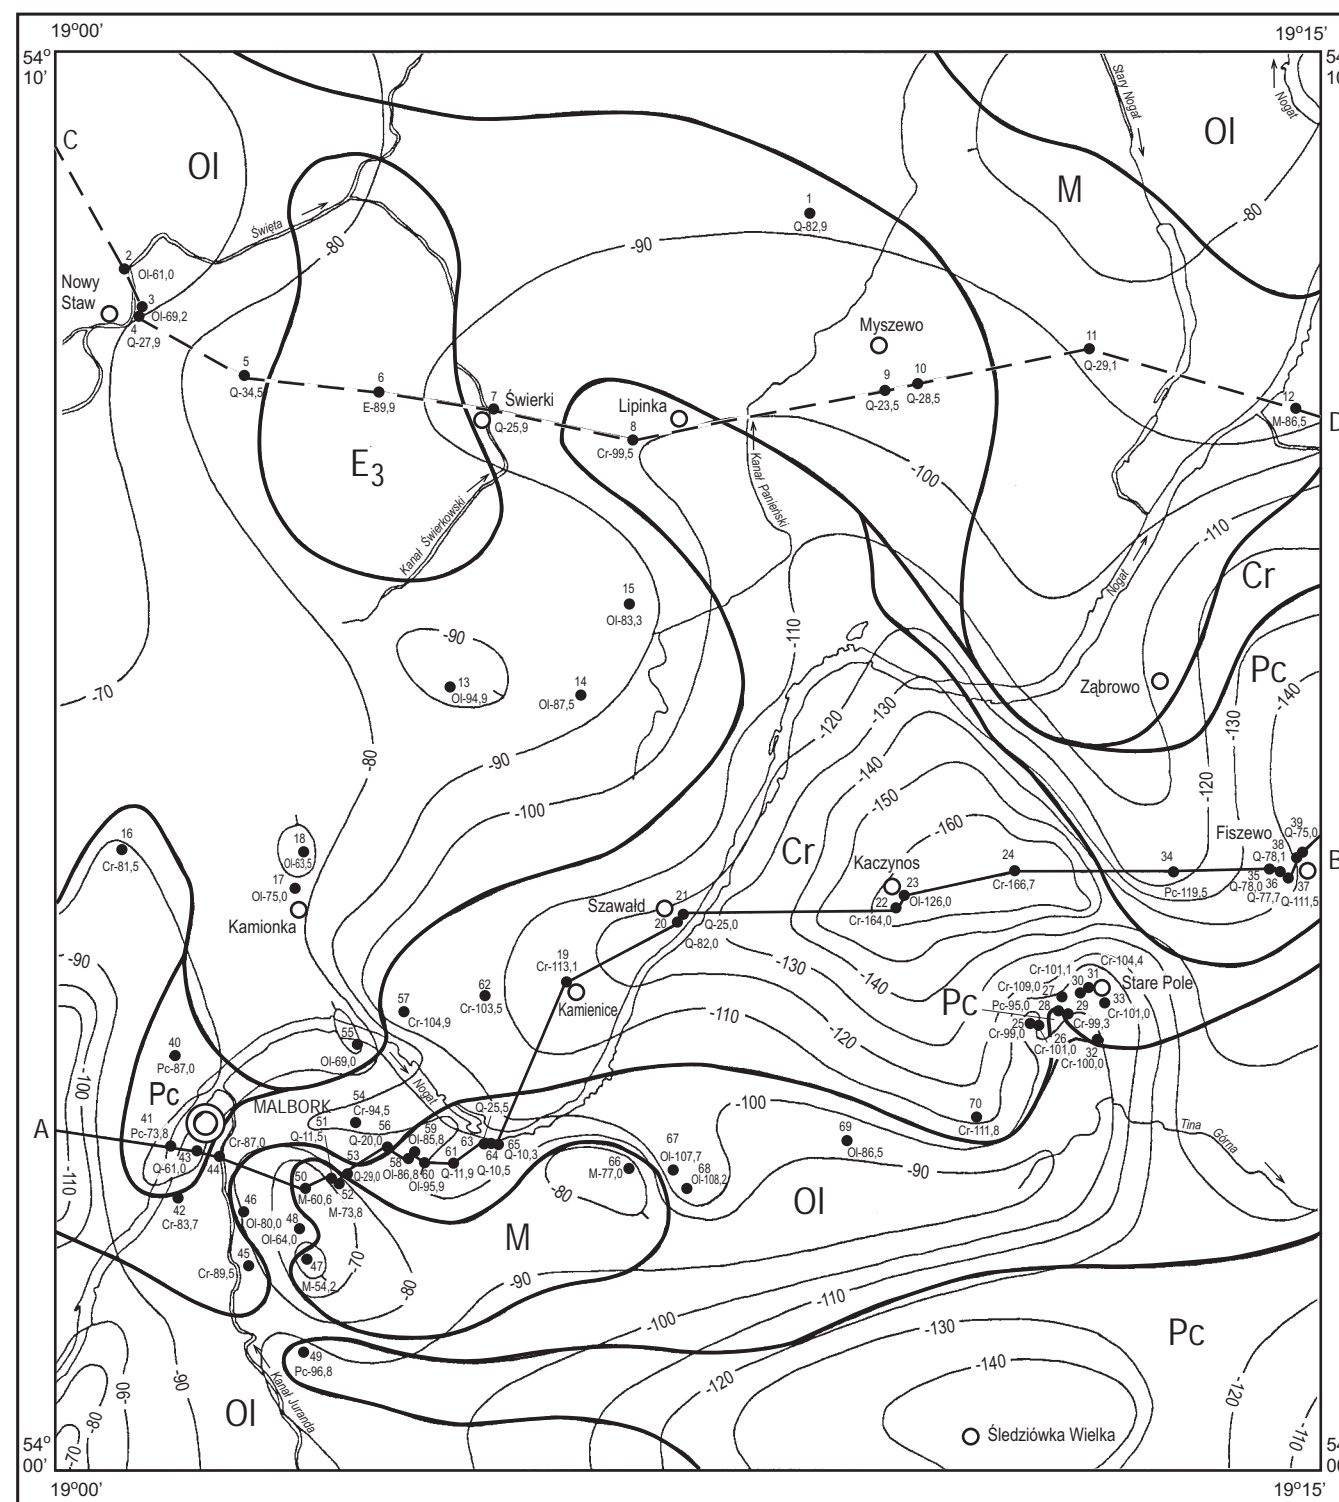 19°00'
19°15'
54°
10'
54
10
C
Ol
Święta
-80
Stary Nogat
Nogat
Ol
M
-80
1
Q-82,9
-90
2
Ol-61,0
Nowy
Staw
3
Ol-69,2
4
Q-27,9
5
Q-34,5
6
E-89,9
7
Świerki
Q-25,9
8
Cr-99,5
Lipinka
Myszewo
9
Q-23,5
10
Q-28,5
11
Q-29,1
12
M-86,5
D
E3
Kanał Świerkowski
Kanał Panieński
-100
-110
Nogat
Cr
Pc
15
Ol-83,3
-90
13
Ol-94,9
14
Ol-87,5
-110
Ząbrowo
-140
-130
-120
-70
-80
-90
-100
-120
-130
-140
-150
-160
16
Cr-81,5
18
Ol-63,5
17
Ol-75,0
Kamionka
Cr
Kaczynos
24
Cr-166,7
23
Ol-126,0
22
Cr-164,0
34
Pc-119,5
Fiszewo
39
Q-75,0
38
Q-78,1
35
Q-78,0
36
Q-77,7
37
Q-111,5
B
Szawałd
21
Q-25,0
20
Q-82,0
19
Cr-113,1
Kamienice
-130
-140
-110
-120
-90
-100
-110
62
Cr-103,5
57
Cr-104,9
55
Ol-69,0
Nogat
40
Pc-87,0
Pc
Pc
Cr-104,4
Cr-101,1
31
Stare Pole
Cr-109,0
30
27
Pc-95,0
28
29
33
Cr-101,0
Cr-99,3
25
Cr-99,0
26
Cr-101,0
32
Cr-100,0
A
41
Pc-73,8
MALBORK
Cr-87,0
43
Q-61,0
44
42
Cr-83,7
54
Cr-94,5
51
Q-11,5
56
Q-20,0
53
Q-29,0
50
M-60,6
52
M-73,8
59
Ol-85,8
58
Ol-86,8
60
Ol-95,9
61
Q-11,9
63
Q-25,5
64
Q-10,5
65
Q-10,3
66
M-77,0
-80
67
Ol-107,7
68
Ol-108,2
69
Ol-86,5
70
Cr-111,8
-100
-90
Tina
Górna
46
Ol-80,0
48
Ol-64,0
45
Cr-89,5
47
M-54,2
-70
-80
M
Ol
-90
-100
-110
-120
-130
-140
Pc
49
Pc-96,8
Kanał Juranda
Ol
-90
-90
-80
-70
-120
-110
Śledziówka Wielka
54°
00'
54
00
19°00'
19°15'